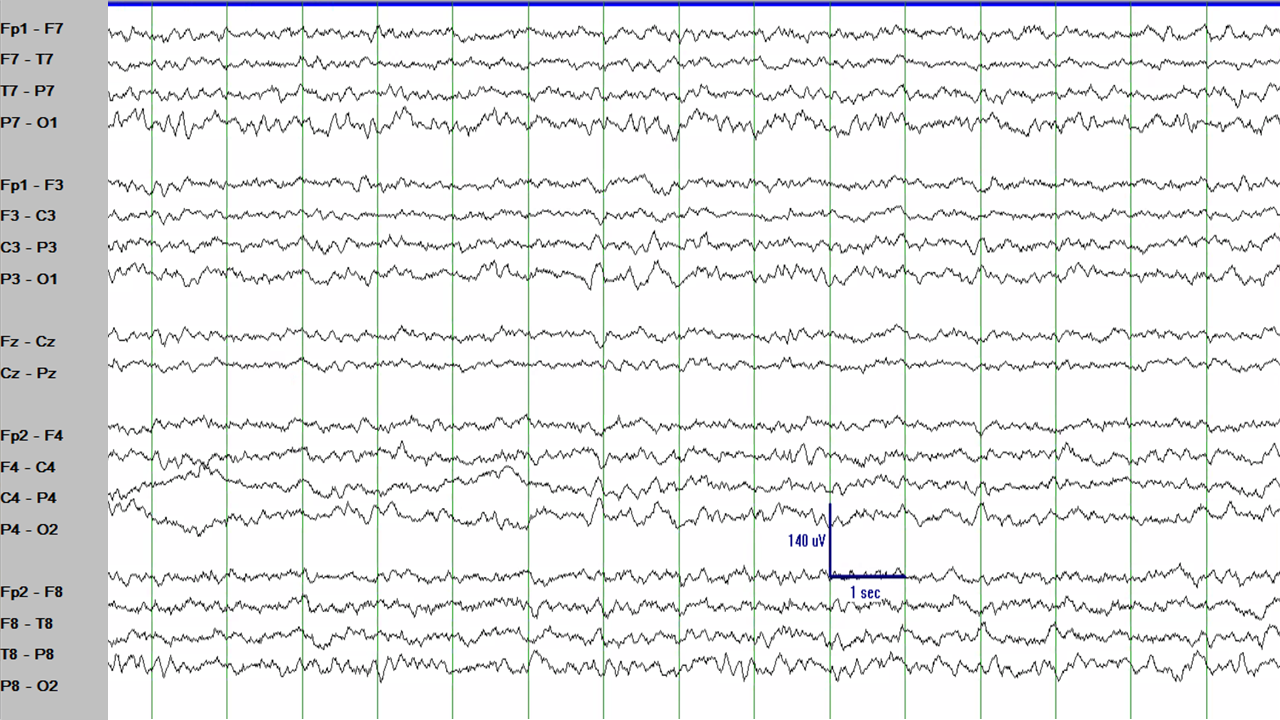 Fp1 - F7
F7 - T7
T7 - P7
P7 - O1
Fp1 - F3
F3 - C3
C3 - P3
P3 - O1
Fz - Cz
Cz - Pz
Fp2 - F4
F4 - C4
C4 - P4
P4 - O2
140 uV
1 sec
Fp2 - F8
F8 - T8
T8 - P8
P8 - O2